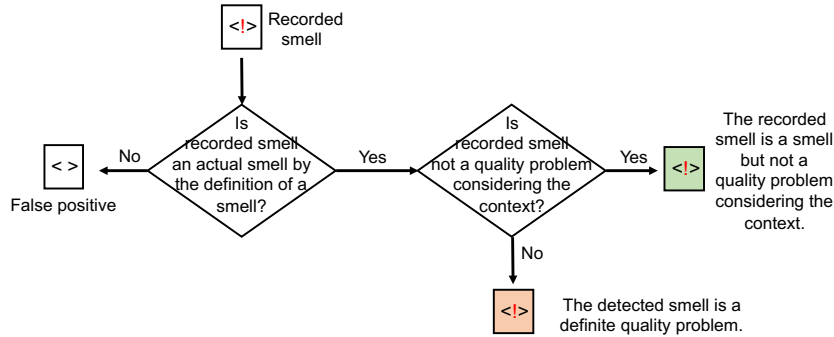 <!>
Recorded
smell
Is
recorded smell
an actual smell by
the definition of a
smell?
No
< >
False positive
Yes
Is
recorded smell
not a quality problem
considering the
context?
Yes
<!>
The recorded
smell is a smell
but not a
quality problem
considering the
context.
No
<!>
The detected smell is a
definite quality problem.